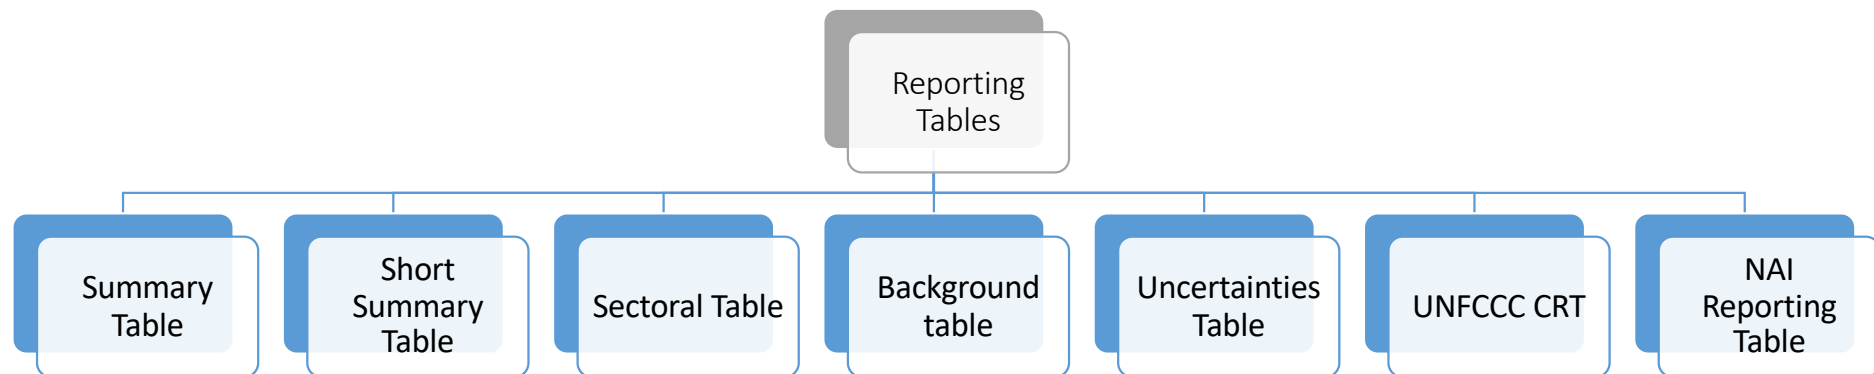 Reporting
Tables
Summary
Table
Short
Summary
Table
Sectoral Table
Background
table
Uncertainties
Table
UNFCCC CRT
NAI
Reporting
Table